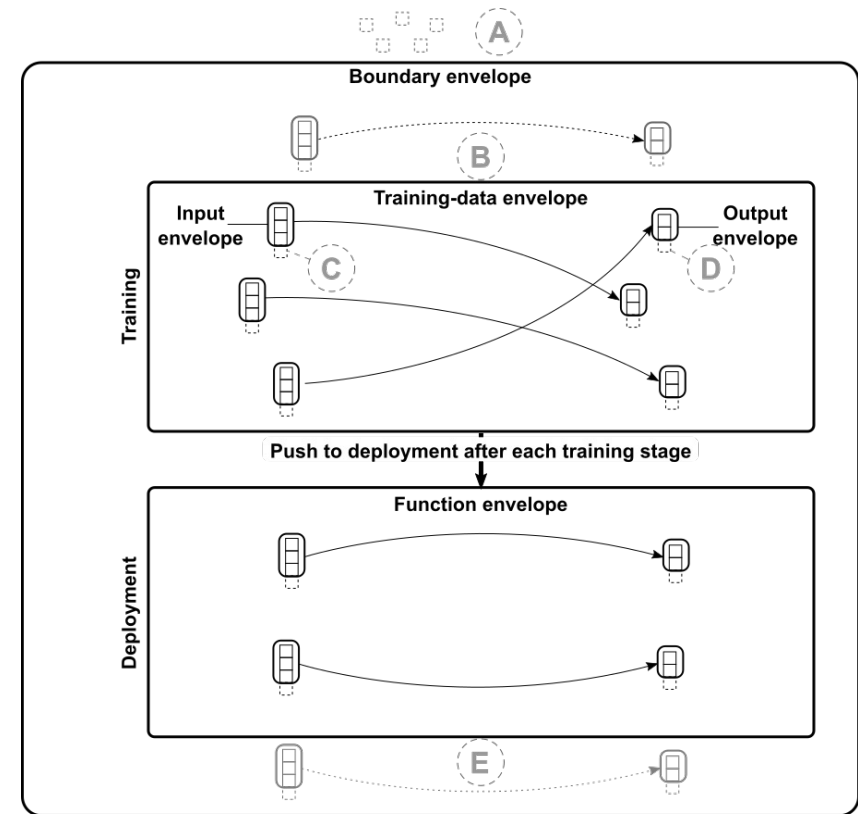 A
Boundary envelope
B
Training-data envelope
Input
envelope
Output
envelope
C
D
Training
Push to deployment after each training stage
Function envelope
Deployment
E